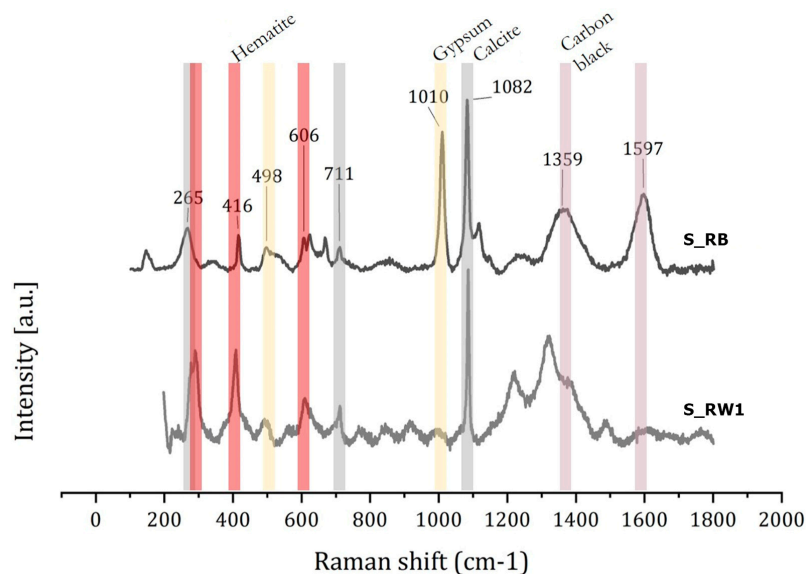 Hematite
Gypsum
Calcite
Carbon
black
265
416
498
606
711
1010
1082
1359
1597
S_RB
S_RW1
Intensity [a.u.]
0 200 400 600 800 1000 1200 1400 1600 1800 2000
Raman shift (cm-1)